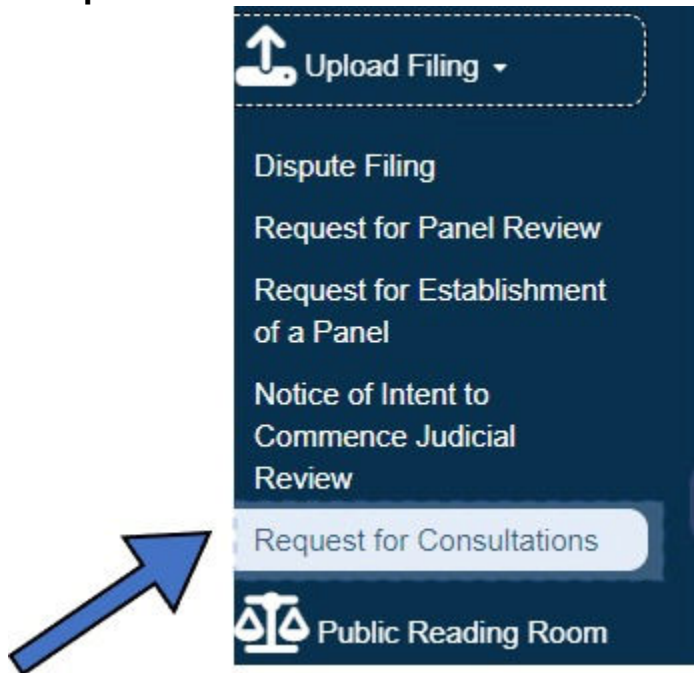 Upload Filing
Dispute Filing
Request for Panel Review
Request for Establishment
of a Panel
Notice of Intent to
Commence Judicial
Review
Request for Consultations
Public Reading Room